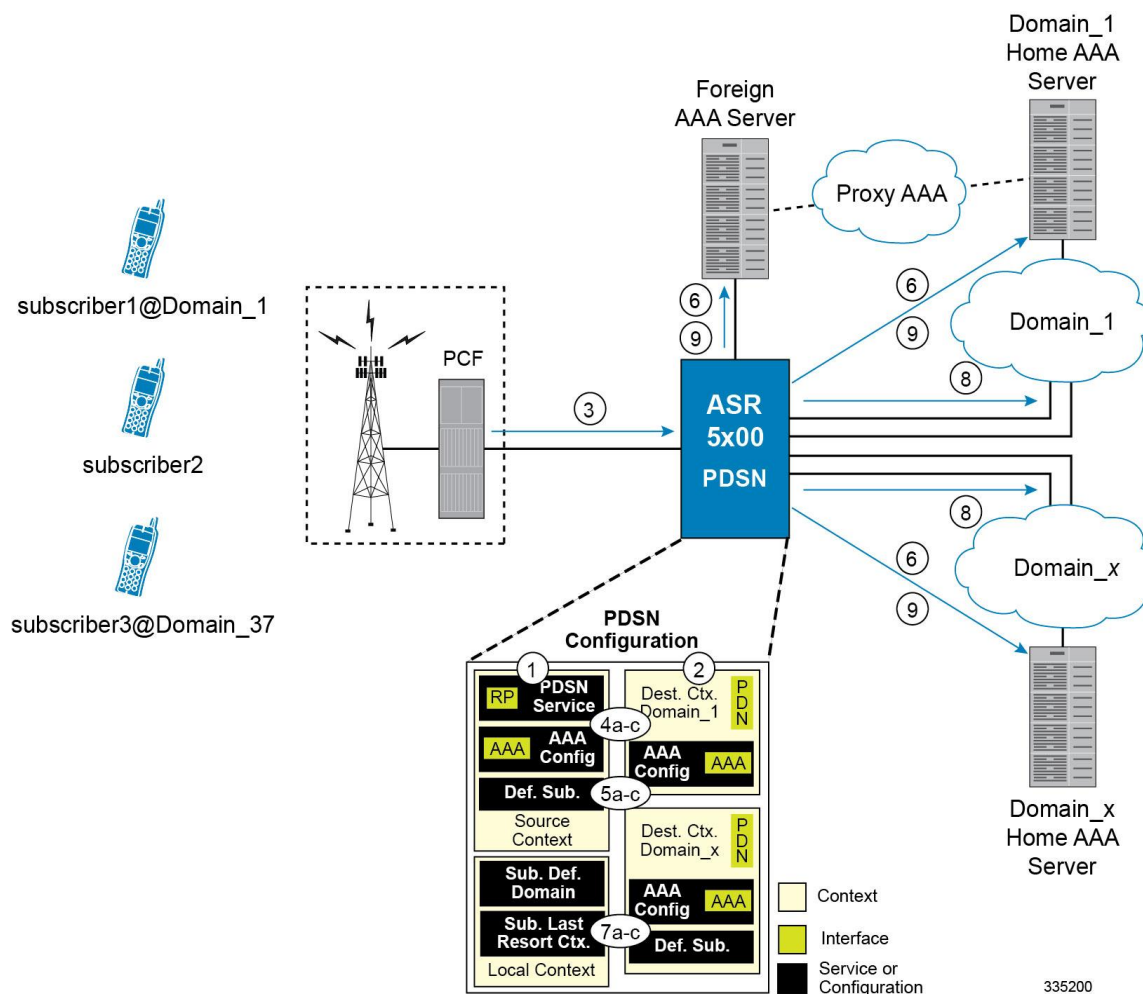 Domain_1
Home AAA
Server
Foreign
AAA Server
Proxy AAA
subscriber1@Domain_1
6
9
6
9
Domain_1
PCF
3
ASR
5x00
PDSN
8
subscriber2
8
Domain_x
6
9
subscriber3@Domain_37
PDSN
Configuration
1
2
RP
PDSN
Service
Dest. Ctx.
Domain_1
PDN
4a-c
AAA
AAA
Config
AAA
Config
AAA
Def. Sub.
5a-c
Source
Context
Dest. Ctx.
Domain_x
PDN
Sub. Def.
Domain
AAA
Config
AAA
Sub. Last
Resort Ctx.
7a-c
Def. Sub.
Local Context
Domain_x
Home AAA
Server
Context
Interface
Service or
Configuration
335200